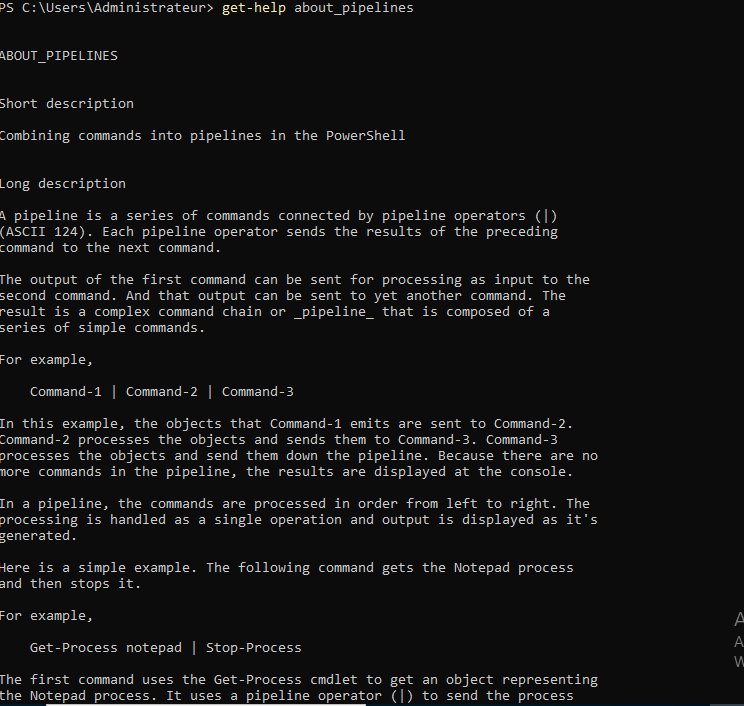 PS C:\Users\Administrateur> get-help about_pipelines
ABOUT_PIPELINES
Short description
Combining commands into pipelines in the PowerShell
Long description
A pipeline is a series of commands connected by pipeline operators (|)
(ASCII 124). Each pipeline operator sends the results of the preceding
command to the next command.
The output of the first command can be sent for processing as input to the
second command. And that output can be sent to yet another command. The
result is a complex command chain or _pipeline_ that is composed of a
series of simple commands.
For example,
Command-1 | Command-2 | Command-3
In this example, the objects that Command-1 emits are sent to Command-2.
Command-2 processes the objects and sends them to Command-3. Command-3
processes the objects and send them down the pipeline. Because there are no
more commands in the pipeline, the results are displayed at the console.
In a pipeline, the commands are processed in order from left to right. The
processing is handled as a single operation and output is displayed as it's
generated.
Here is a simple example. The following command gets the Notepad process
and then stops it.
For example,
Get-Process notepad | Stop-Process
The first command uses the Get-Process cmdlet to get an object representing
the Notepad process. It uses a pipeline operator (|) to send the process